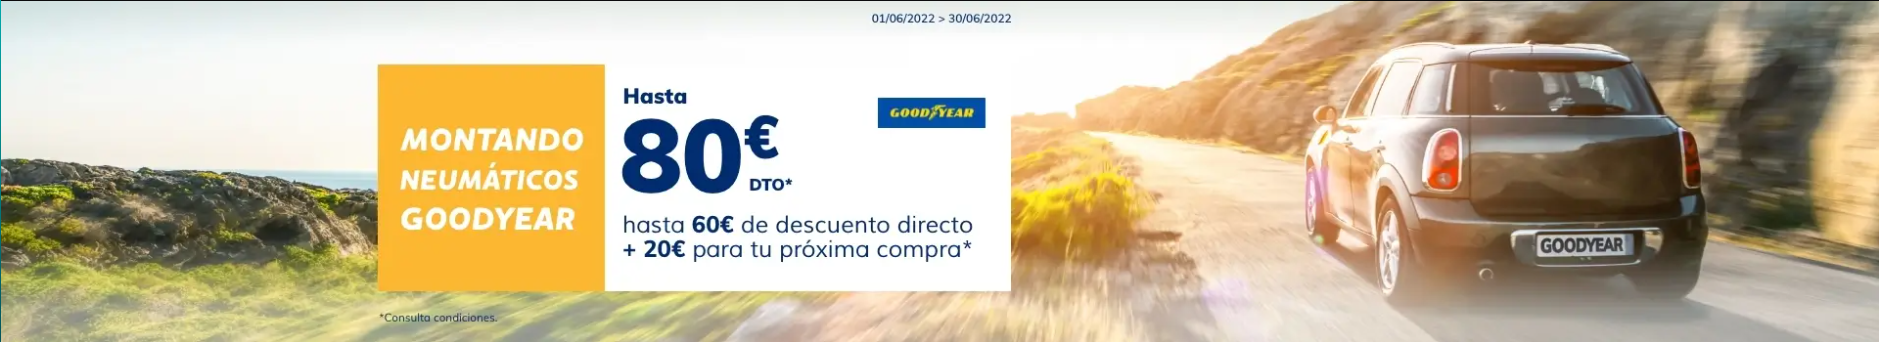 01/06/2022 > 30/06/2022
MONTANDO
NEUMÁTICOS
GOODYEAR
Hasta
80€
DTO*
GOODYEAR
hasta 60€ de descuento directo
+ 20€ para tu próxima compra*
GOODYEAR
*Consulta condiciones.